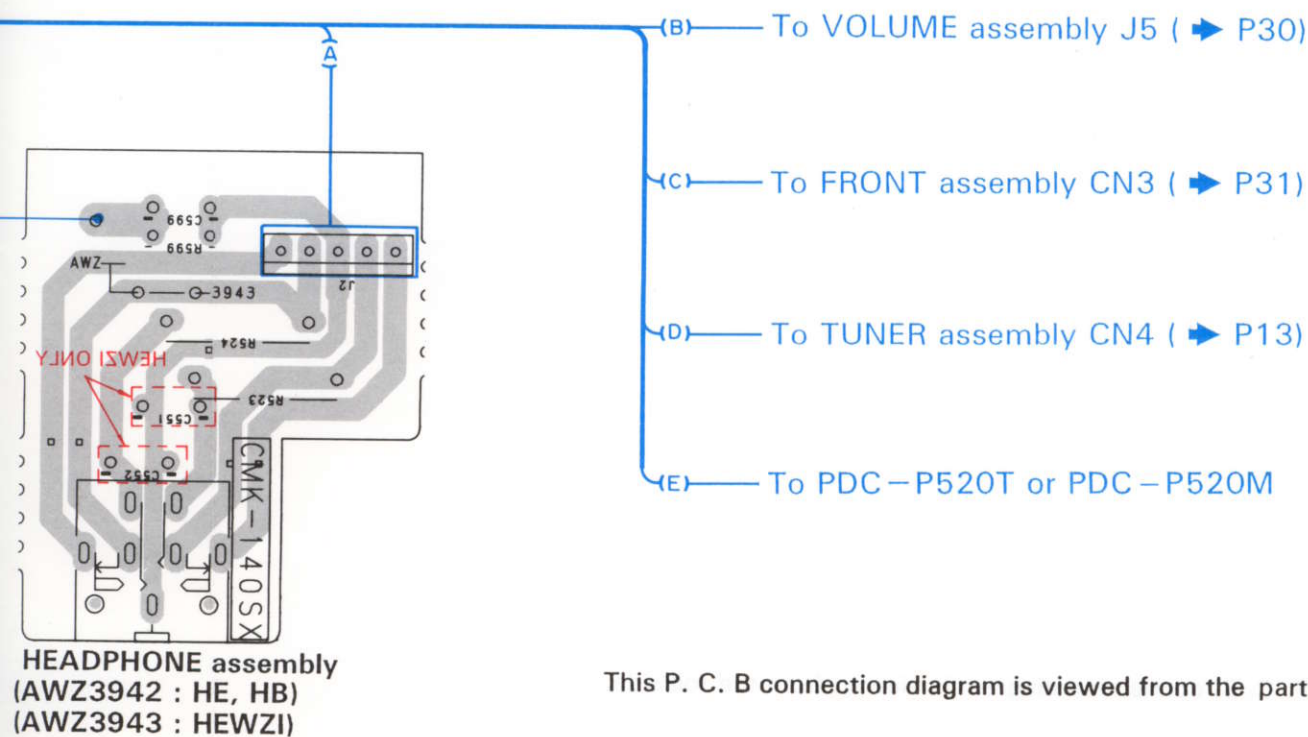 (B) To VOLUME assembly J5 ( ➡ P30)
(A)
(C) To FRONT assembly CN3 ( ➡ P31)
C599
R599
AWZ
3943
J2
(D) To TUNER assembly CN4 ( ➡ P13)
R524
HEWZI ONLY
R523
C551
C552
(E) To PDC–P520T or PDC–P520M
CMK–140SX
HEADPHONE assembly
(AWZ3942 : HE, HB)
(AWZ3943 : HEWZI)
This P. C. B connection diagram is viewed from the part